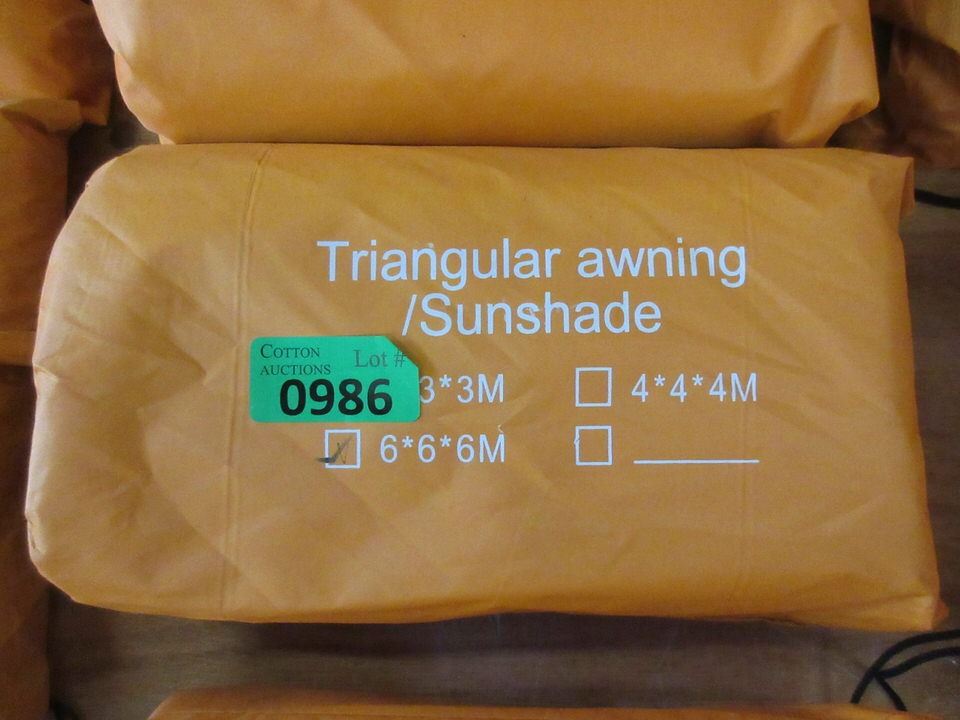 Triangular awning
/Sunshade
COTTON
AUCTIONS
Lot #
0986
3*3M
4*4*4M
6*6*6M